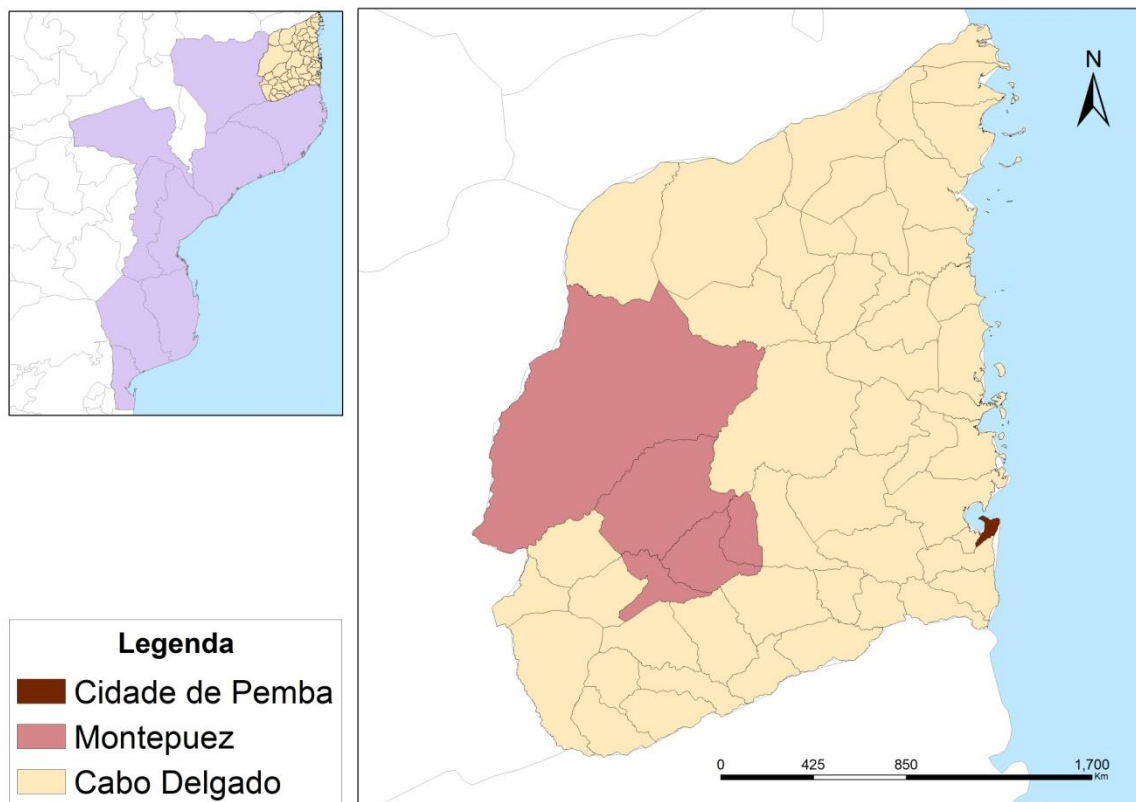 N
0 425 850 1,700
Km
Legenda
Cidade de Pemba
Montepuez
Cabo Delgado